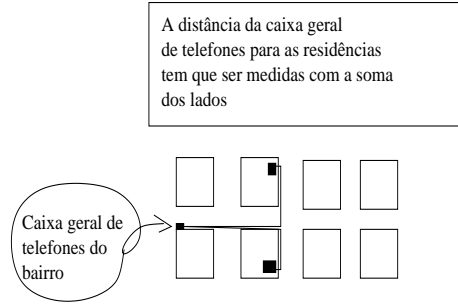 A distância da caixa geral
de telefones para as residências
tem que ser medidas com a soma
dos lados
Caixa geral de
telefones do
bairro